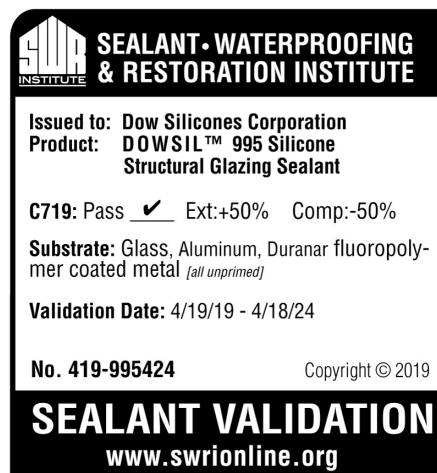 SWR
INSTITUTE
SEALANT • WATERPROOFING
& RESTORATION INSTITUTE
Issued to: Dow Silicones Corporation
Product: DOWSIL™ 995 Silicone
Structural Glazing Sealant
C719: Pass ✔ Ext:+50% Comp:-50%
Substrate: Glass, Aluminum, Duranar fluoropoly-
mer coated metal [all unprimed]
Validation Date: 4/19/19 - 4/18/24
No. 419-995424 Copyright © 2019
SEALANT VALIDATION
www.swrionline.org